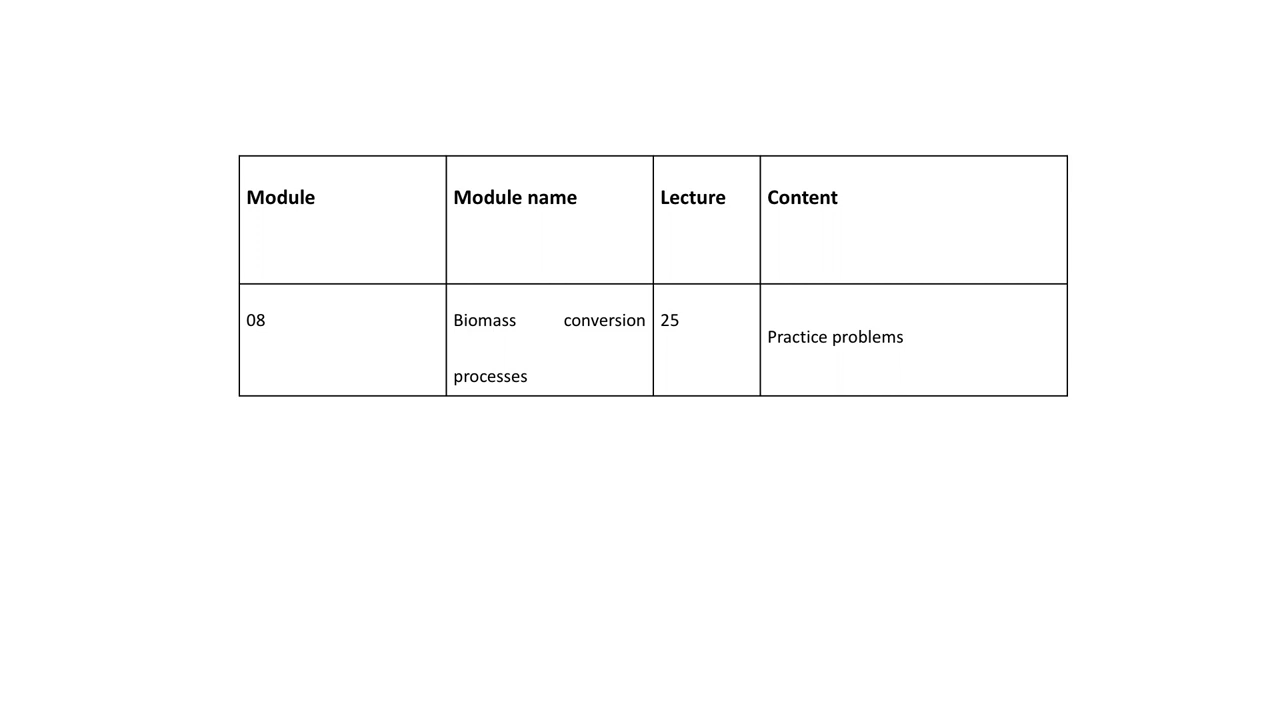 Module Module name Lecture Content
08 Biomass conversion 25
Practice problems
processes